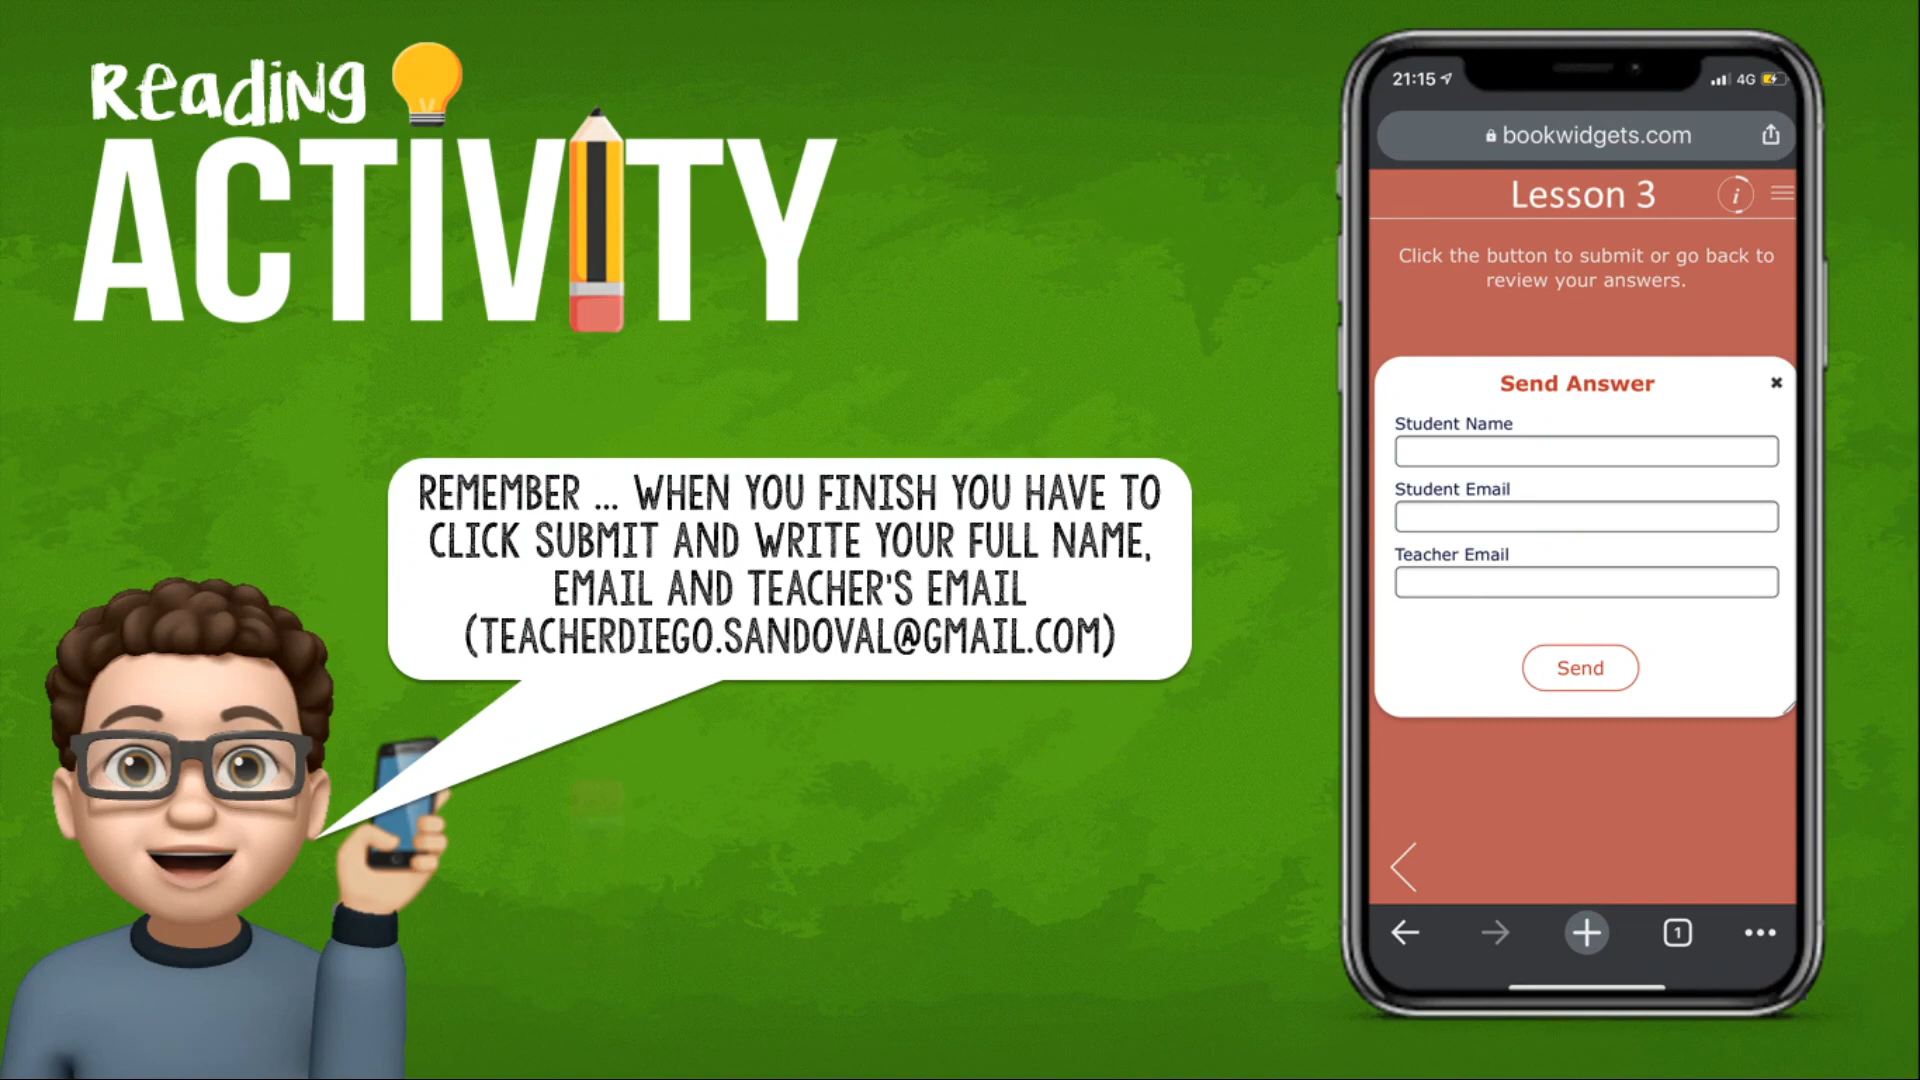 Reading
ACTIVITY
REMEMBER ... WHEN YOU FINISH YOU HAVE TO
CLICK SUBMIT AND WRITE YOUR FULL NAME,
EMAIL AND TEACHER'S EMAIL
(TEACHERDIEGO.SANDOVAL@GMAIL.COM)
21:15 4G
bookwidgets.com
Lesson 3 i
Click the button to submit or go back to
review your answers.
Send Answer
Student Name
Student Email
Teacher Email
Send
1